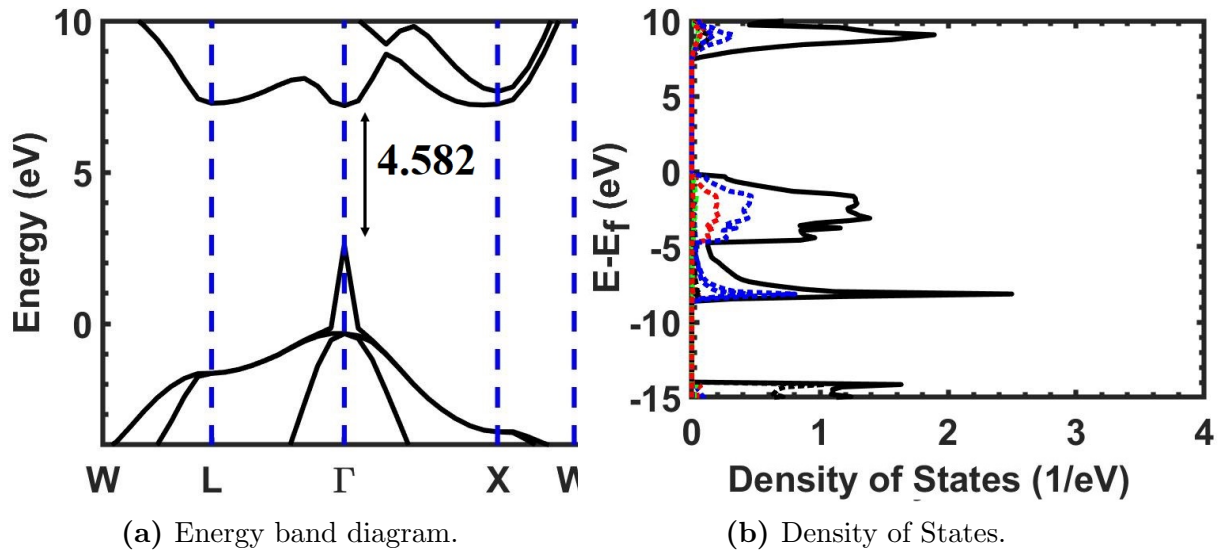 10
5
0
Energy (eV)
4.582
W L Γ X W
10
5
0
-5
-10
-15
E-Ef (eV)
0 1 2 3 4
Density of States (1/eV)
(a) Energy band diagram.
(b) Density of States.